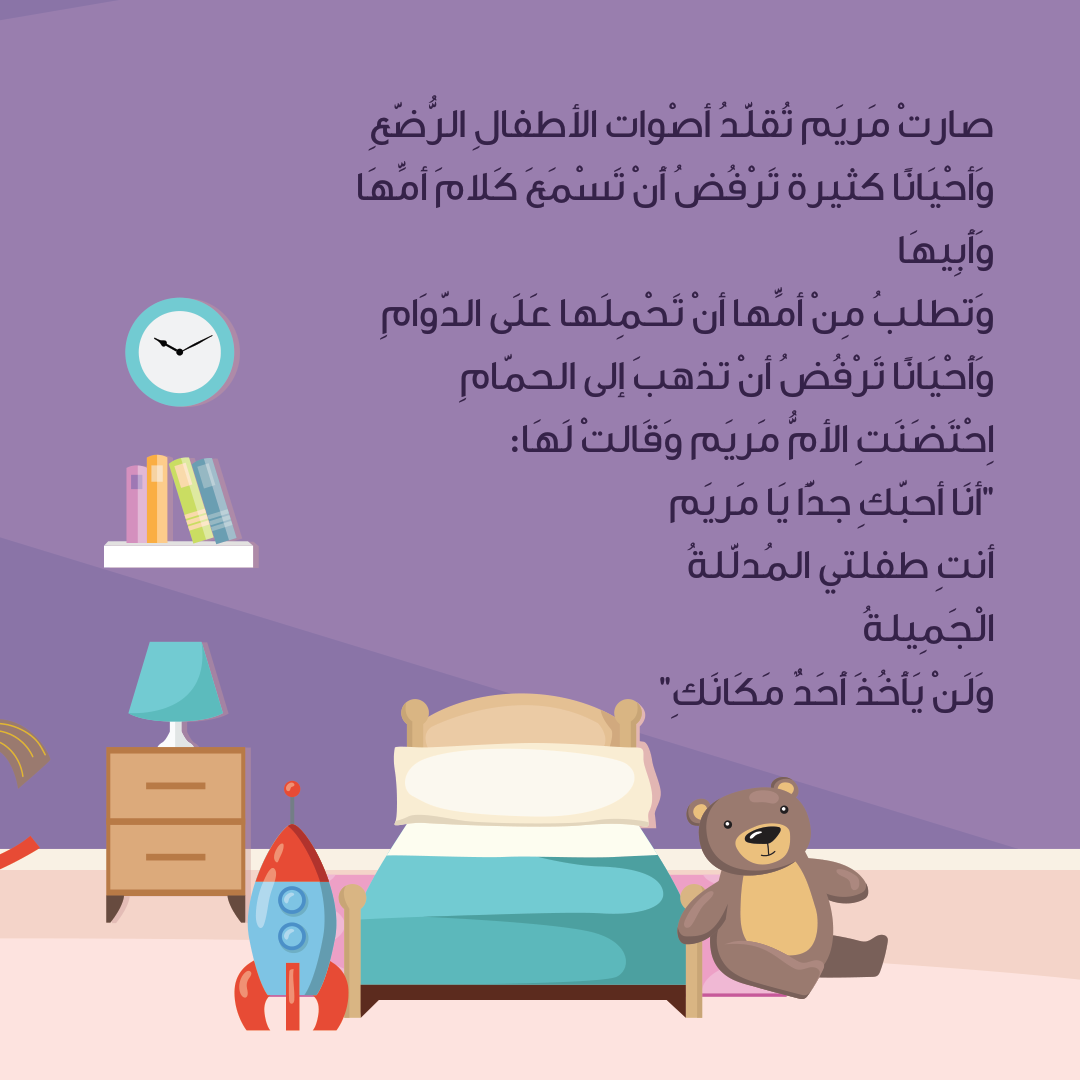 صارتْ مَريَم تُقلّدُ أصْوات الأطفالِ الرُّضّعِ
وَأحْيَانًا كثيرة تَرْفُضُ أنْ تَسْمَعَ كَلامَ أمِّهَا
وَأبِيهَا
وَتطلبُ مِنْ أمِّها أنْ تَحْمِلَها عَلَى الدّوَامِ
وَأحْيَانًا تَرْفُضُ أنْ تذهبَ إلى الحمّامِ
اِحْتَضَنَتِ الأمُّ مَريَم وَقَالتْ لَهَا:
"أنَا أحبّكِ جدّا يَا مَريَم
أنتِ طفلتي المُدلّلةُ
الْجَمِيلةُ
وَلَنْ يَأخُذَ أحَدٌ مَكَانَكِ"